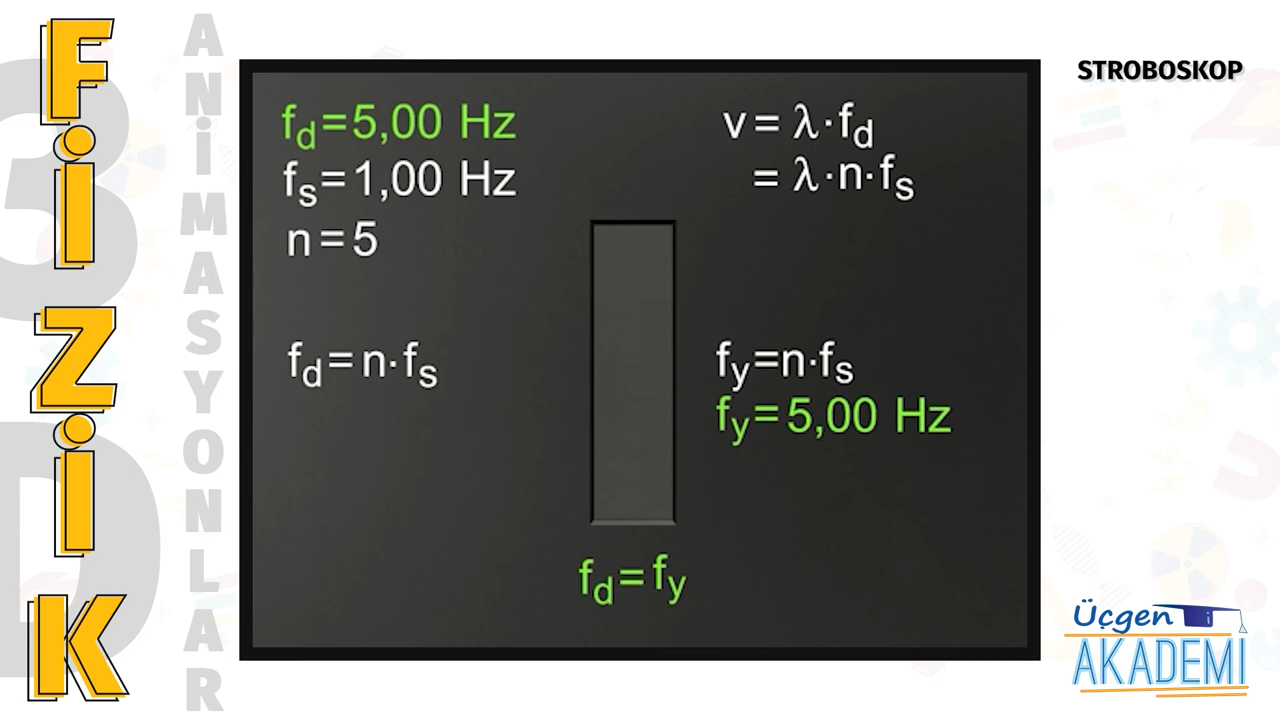 FİZİK
3D
ANİMASYONLAR
STROBOSKOP
f_d=5,00 Hz
f_s=1,00 Hz
n=5
f_d=n·f_s
v= λ·f_d
= λ·n·f_s
f_y=n·f_s
f_y=5,00 Hz
f_d=f_y
Üçgen
AKADEMİ